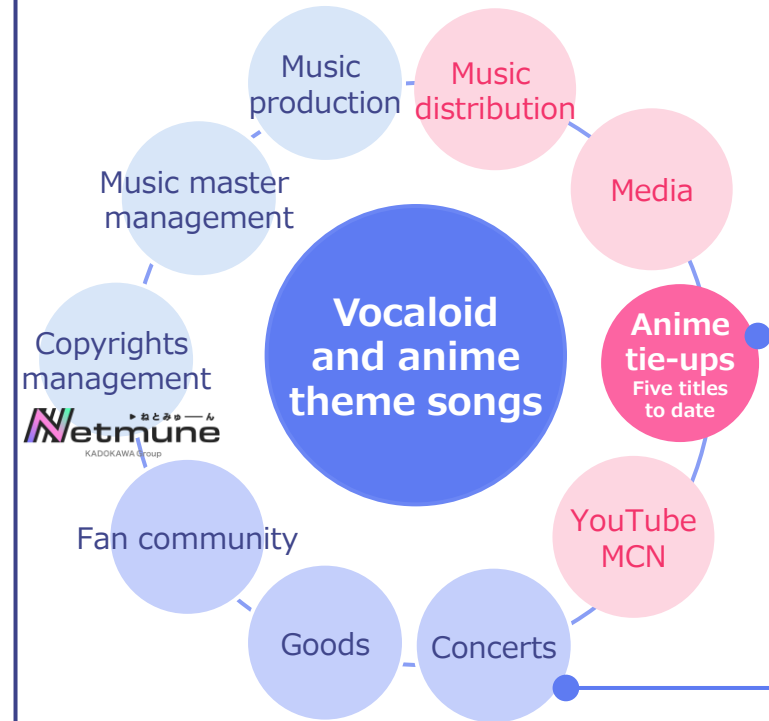 Music
production
Music
distribution
Music master
management
Media
Vocaloid
and anime
theme songs
Anime
tie-ups
Five titles
to date
Copyrights
management
ねとみゅーん
Netmune
KADOKAWA Group
YouTube
MCN
Fan community
Goods
Concerts